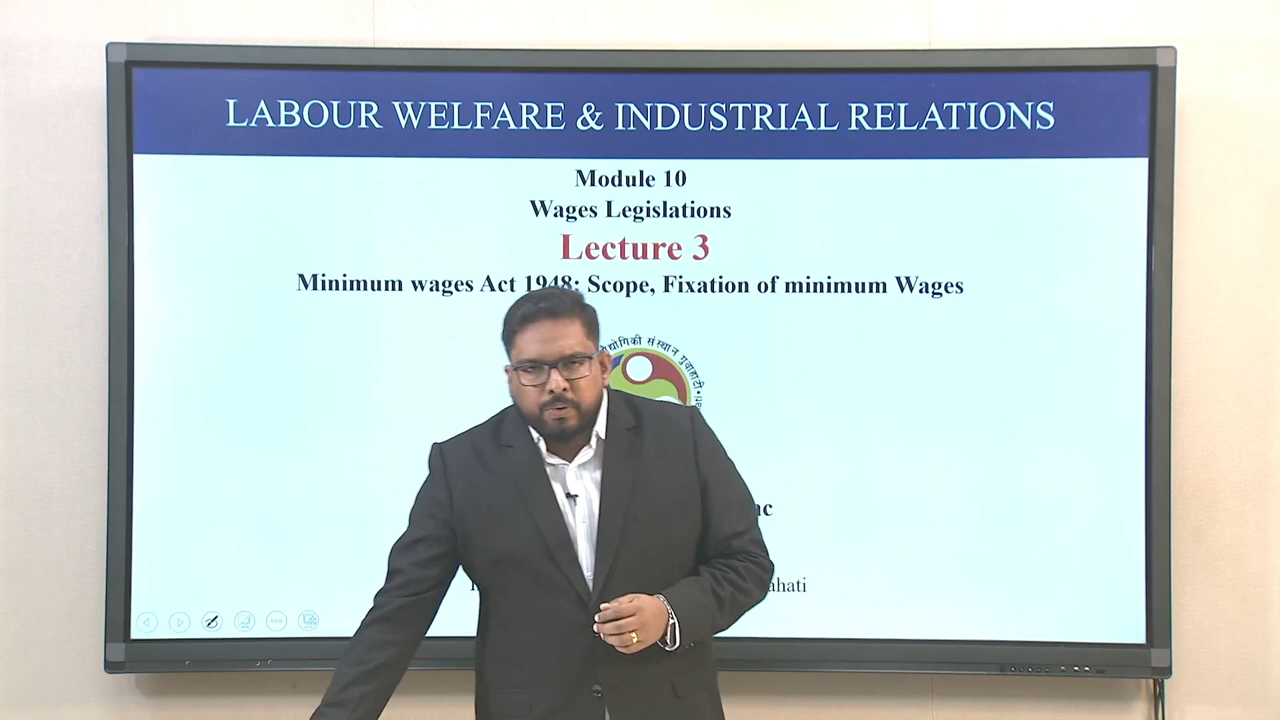 LABOUR WELFARE & INDUSTRIAL RELATIONS
Module 10
Wages Legislations
Lecture 3
Minimum wages Act 1948: Scope, Fixation of minimum Wages
संस्थान गुवाहाटी